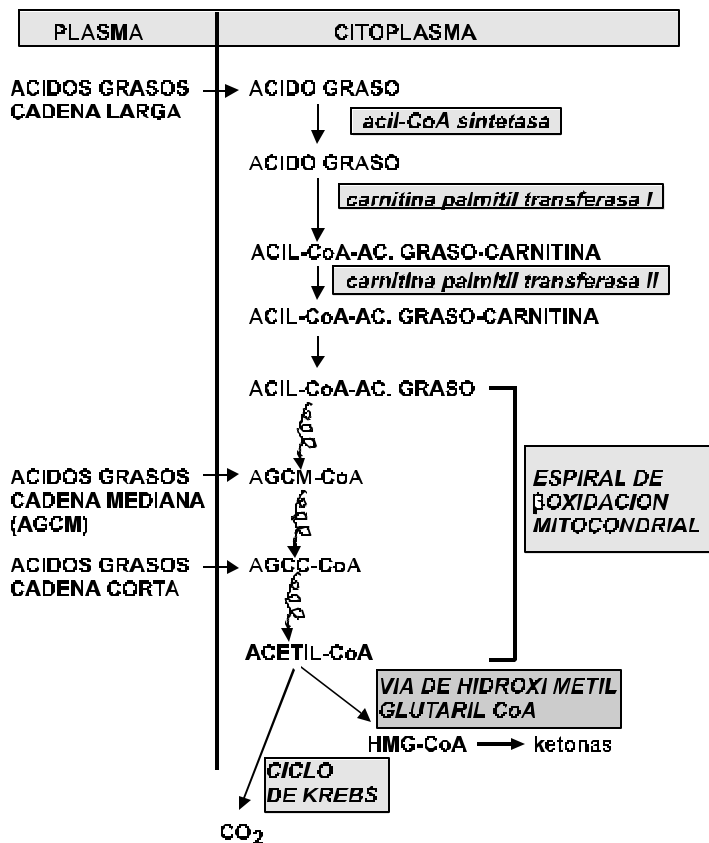 PLASMA
CITOPLASMA
ACIDOS GRASOS
CADENA LARGA
ACIDO GRASO
acil-CoA sintetasa
ACIDO GRASO
carnitina palmitil transferasa I
ACIL-CoA-AC. GRASO-CARNITINA
carnitina palmitil transferasa II
ACIL-CoA-AC. GRASO-CARNITINA
ACIL-CoA-AC. GRASO
ACIDOS GRASOS
CADENA MEDIANA
(AGCM)
AGCM-CoA
ESPIRAL DE
βOXIDACION
MITOCONDRIAL
ACIDOS GRASOS
CADENA CORTA
AGCC-CoA
ACETIL-CoA
VIA DE HIDROXI METIL
GLUTARIL CoA
HMG-CoA
ketonas
CICLO
DE KREBS
CO2